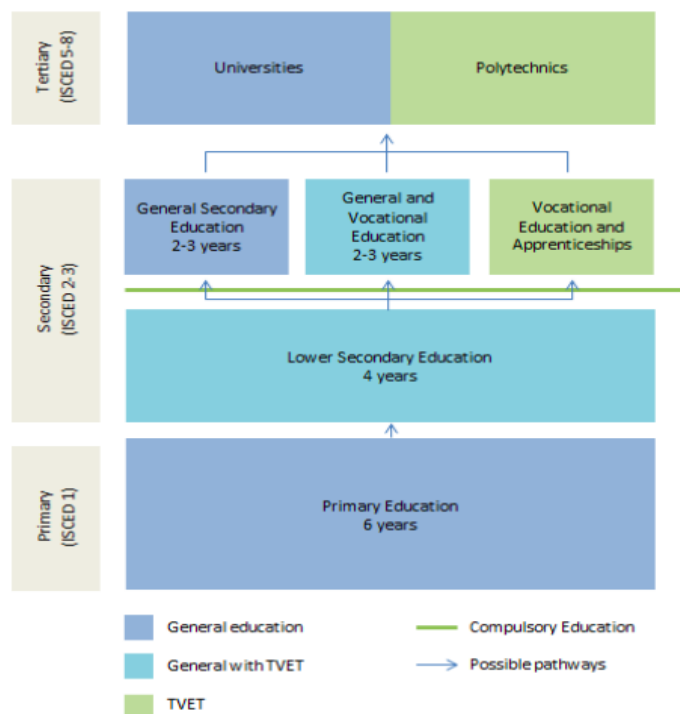 Tertiary
(ISCED 5-8)
Universities
Polytechnics
Secondary
(ISCED 2-3)
General Secondary
Education
2-3 years
General and
Vocational
Education
2-3 years
Vocational
Education and
Apprenticeships
Lower Secondary Education
4 years
Primary
(ISCED 1)
Primary Education
6 years
General education
Compulsory Education
General with TVET
Possible pathways
TVET